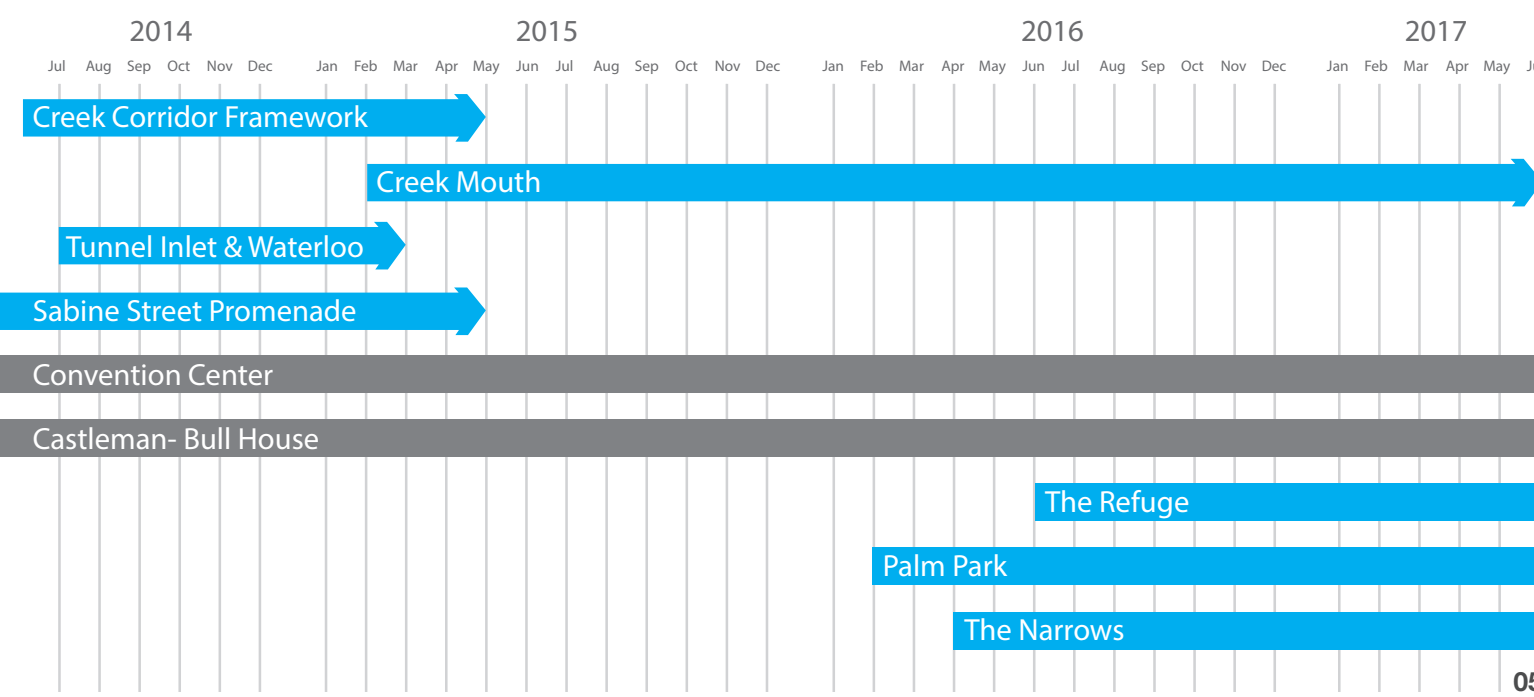 2014 2015 2016 2017
Jul Aug Sep Oct Nov Dec Jan Feb Mar Apr May Jun Jul Aug Sep Oct Nov Dec Jan Feb Mar Apr May Jun Jul Aug Sep Oct Nov Dec Jan Feb Mar Apr May
Creek Corridor Framework
Creek Mouth
Tunnel Inlet & Waterloo
Sabine Street Promenade
Convention Center
Castleman- Bull House
The Refuge
Palm Park
The Narrows